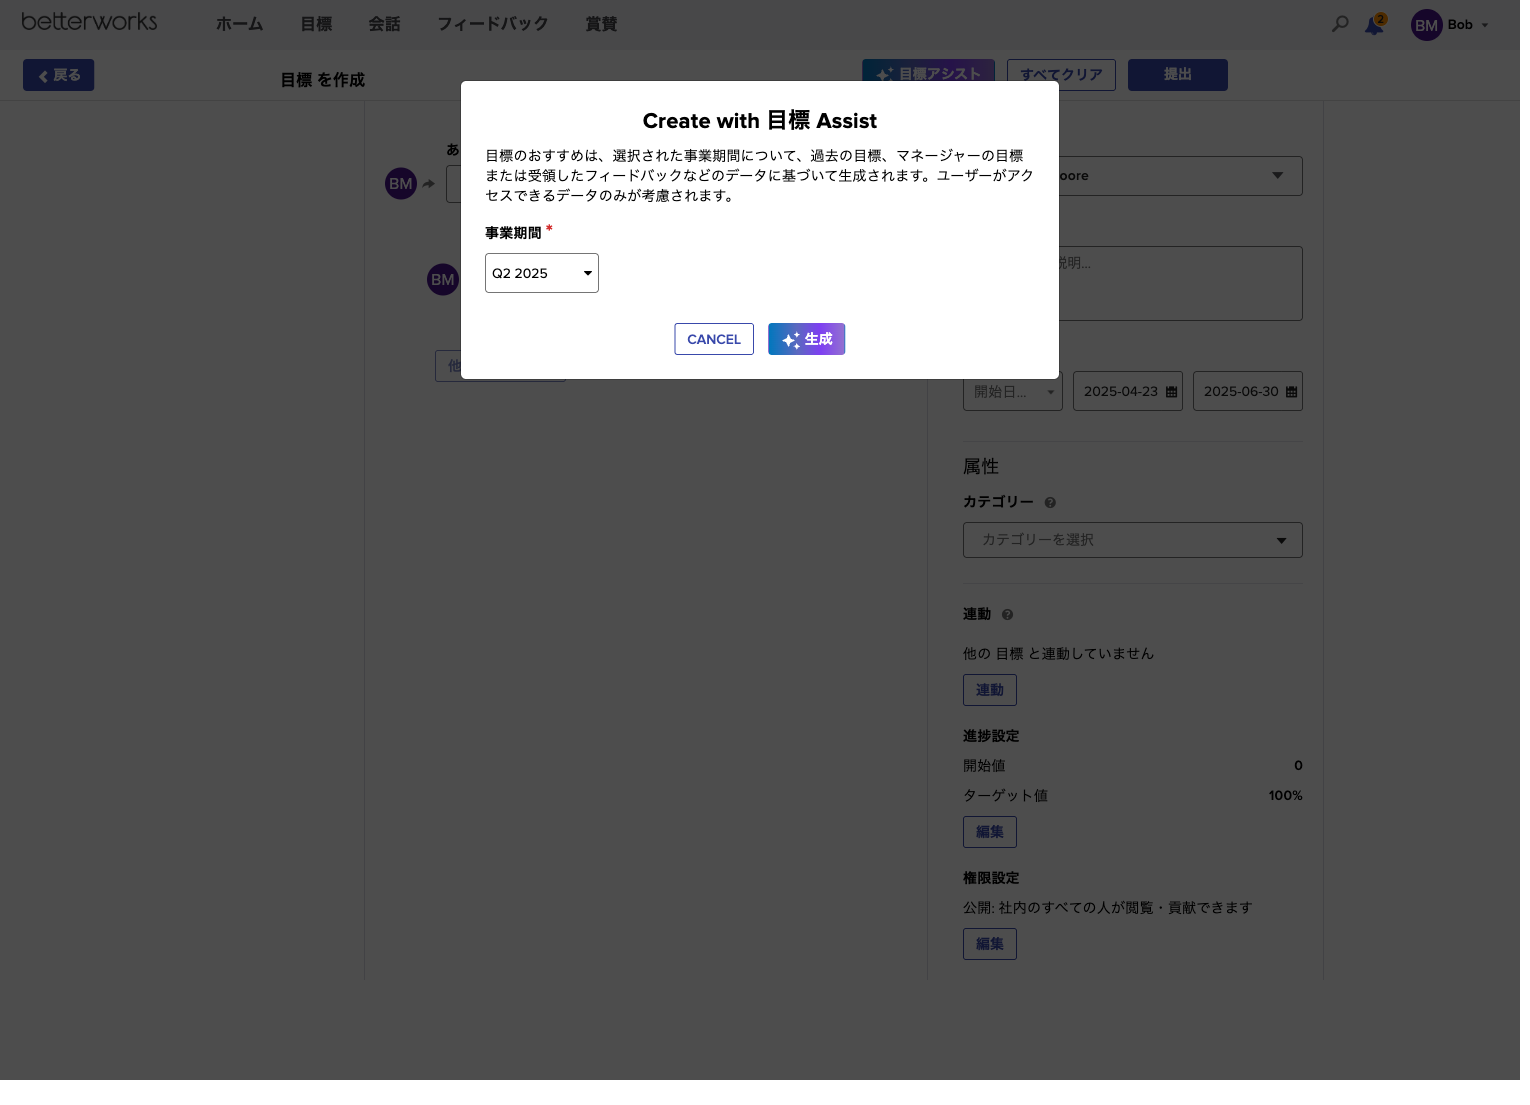 betterworks
ホーム 目標 会話 フィードバック 賞賛
2
BM Bob
戻る
目標 を作成
目標アシスト
すべてクリア
提出
Create with 目標 Assist
目標のおすすめは、選択された事業期間について、過去の目標、マネージャーの目標
または受領したフィードバックなどのデータに基づいて生成されます。ユーザーがアク
セスできるデータのみが考慮されます。
事業期間 *
Q2 2025
CANCEL
生成
あ
BM
BM
他
oore
説明...
開始日...
2025-04-23
2025-06-30
属性
カテゴリー ?
カテゴリーを選択
連動 ?
他の 目標 と連動していません
連動
進捗設定
開始値 0
ターゲット値 100%
編集
権限設定
公開: 社内のすべての人が閲覧・貢献できます
編集